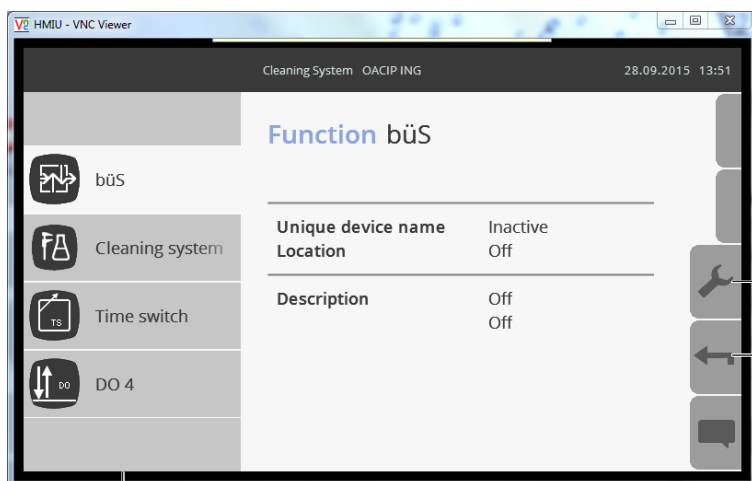 HMIU - VNC Viewer
Cleaning System OACIP ING 28.09.2015 13:51
Function büS
büS
Cleaning system
Time switch
TS
DO 4
DO
Unique device name Inactive
Location Off
Description Off
Off